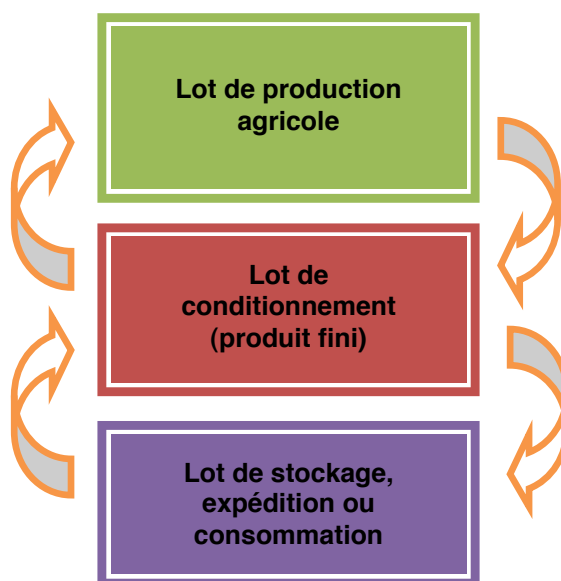 Lot de production
agricole
Lot de
conditionnement
(produit fini)
Lot de stockage,
expédition ou
consommation